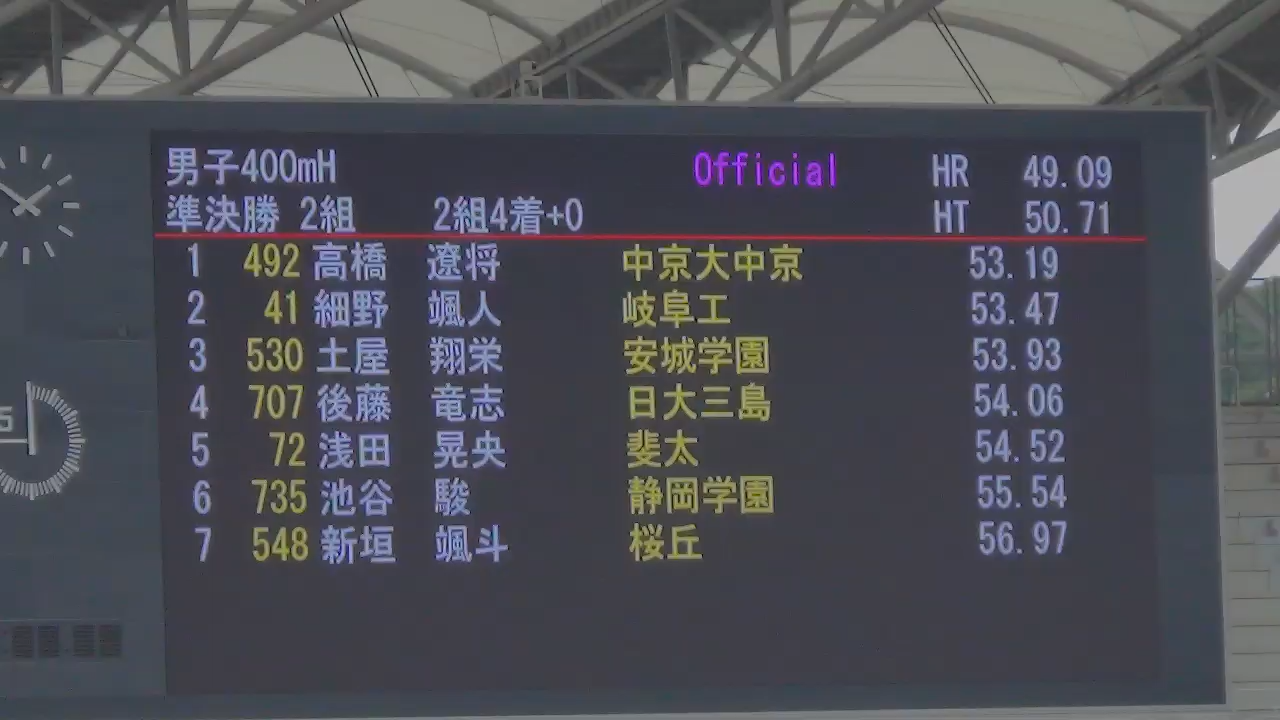 男子400mH Official HR 49.09
準決勝 2組 2組4着+0 HT 50.71
1 492 高橋 遼将 中京大中京 53.19
2 41 細野 颯人 岐阜工 53.47
3 530 土屋 翔栄 安城学園 53.93
4 707 後藤 竜志 日大三島 54.06
5 72 浅田 晃央 斐太 54.52
6 735 池谷 駿 静岡学園 55.54
7 548 新垣 颯斗 桜丘 56.97